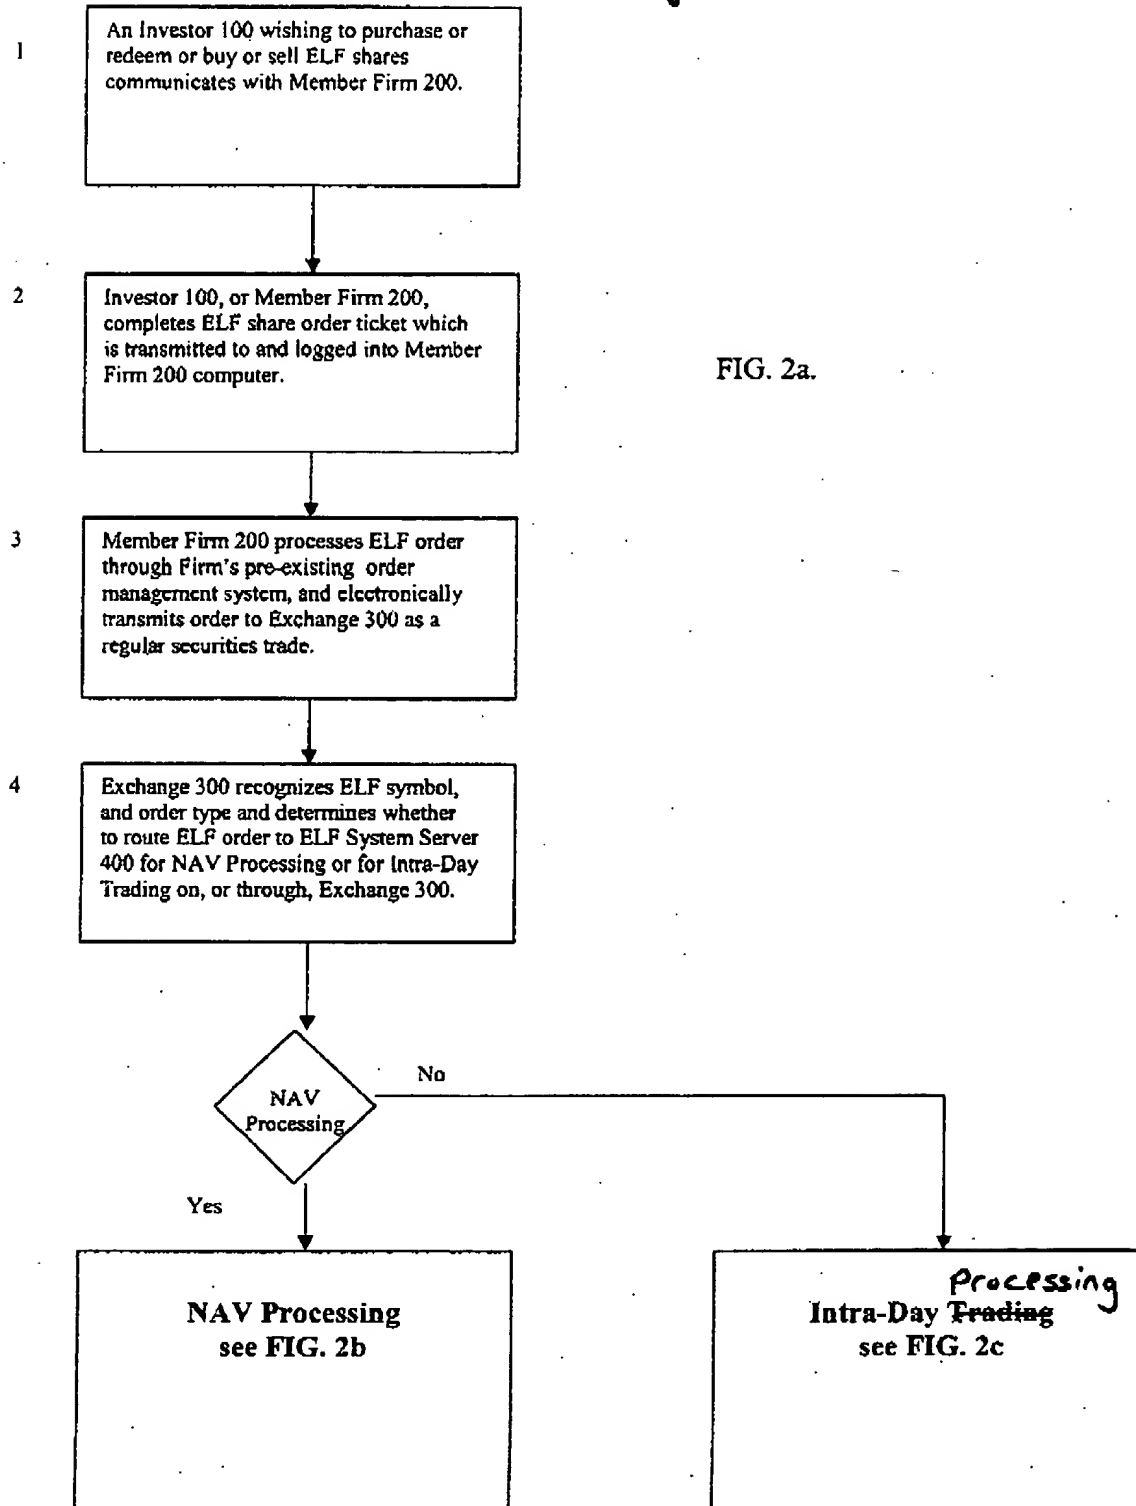 1
An Investor 100 wishing to purchase or
redeem or buy or sell ELF shares
communicates with Member Firm 200.
2
Investor 100, or Member Firm 200,
completes ELF share order ticket which
is transmitted to and logged into Member
Firm 200 computer.
FIG. 2a.
3
Member Firm 200 processes ELF order
through Firm's pre-existing order
management system, and electronically
transmits order to Exchange 300 as a
regular securities trade.
4
Exchange 300 recognizes ELF symbol,
and order type and determines whether
to route ELF order to ELF System Server
400 for NAV Processing or for Intra-Day
Trading on, or through, Exchange 300.
NAV
Processing
No
Yes
NAV Processing
see FIG. 2b
Processing
Intra-Day Trading
see FIG. 2c